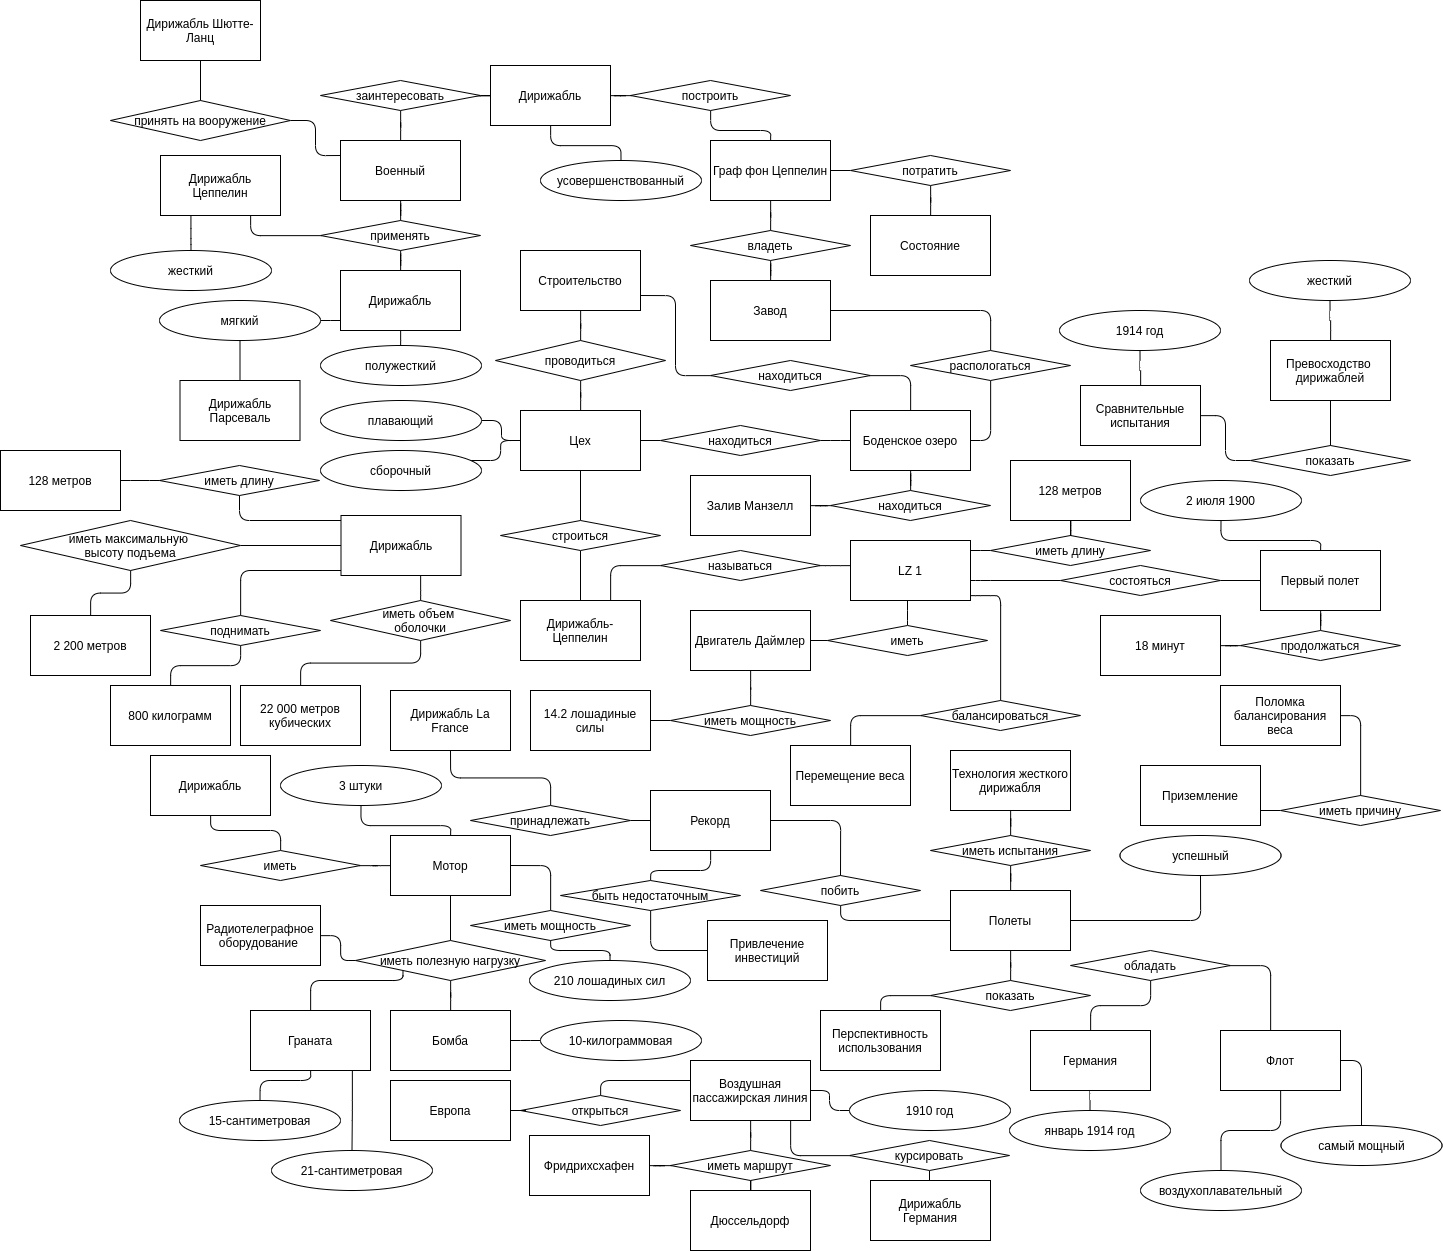 Дирижабль Шютте-
Ланц
заинтересовать
Дирижабль
построить
принять на вооружение
Военный
Граф фон Цеппелин
потратить
Дирижабль
Цеппелин
усовершенствованный
применять
владеть
Состояние
жесткий
Дирижабль
Строительство
Завод
жесткий
мягкий
1914 год
полужесткий
проводиться
находиться
распологаться
Превосходство
дирижаблей
Дирижабль
Парсеваль
плавающий
Сравнительные
испытания
Цех
находиться
Боденское озеро
показать
сборочный
128 метров
иметь длину
128 метров
2 июля 1900
Залив Манзелл
находиться
иметь максимальную
высоту подъема
Дирижабль
строиться
иметь длину
называться
LZ 1
состояться
Первый полет
поднимать
иметь объем
оболочки
Дирижабль-
Цеппелин
Двигатель Даймлер
иметь
2 200 метров
18 минут
продолжаться
800 килограмм
22 000 метров
кубических
Дирижабль La
France
14.2 лошадиные
силы
иметь мощность
балансироваться
Поломка
балансирования
веса
Дирижабль
3 штуки
Перемещение веса
Технология жесткого
дирижабля
Приземление
иметь причину
принадлежать
Рекорд
иметь
Мотор
иметь испытания
успешный
быть недостаточным
побить
Радиотелеграфное
оборудование
иметь мощность
Полеты
Привлечение
инвестиций
иметь полезную нагрузку
210 лошадиных сил
обладать
показать
Граната
Бомба
10-килограммовая
Перспективность
использования
Германия
Флот
15-сантиметровая
Европа
открыться
Воздушная
пассажирская линия
1910 год
январь 1914 год
самый мощный
21-сантиметровая
Фридрихсхафен
иметь маршрут
курсировать
воздухоплавательный
Дюссельдорф
Дирижабль
Германия